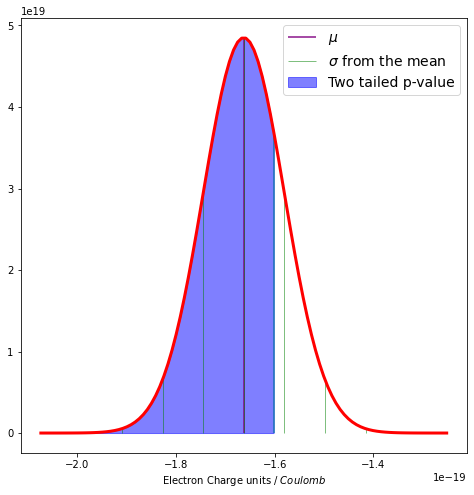 1e19
5
4
3
2
1
0
μ
σ from the mean
Two tailed p-value
−2.0 −1.8 −1.6 −1.4
1e−19
Electron Charge units / Coulomb